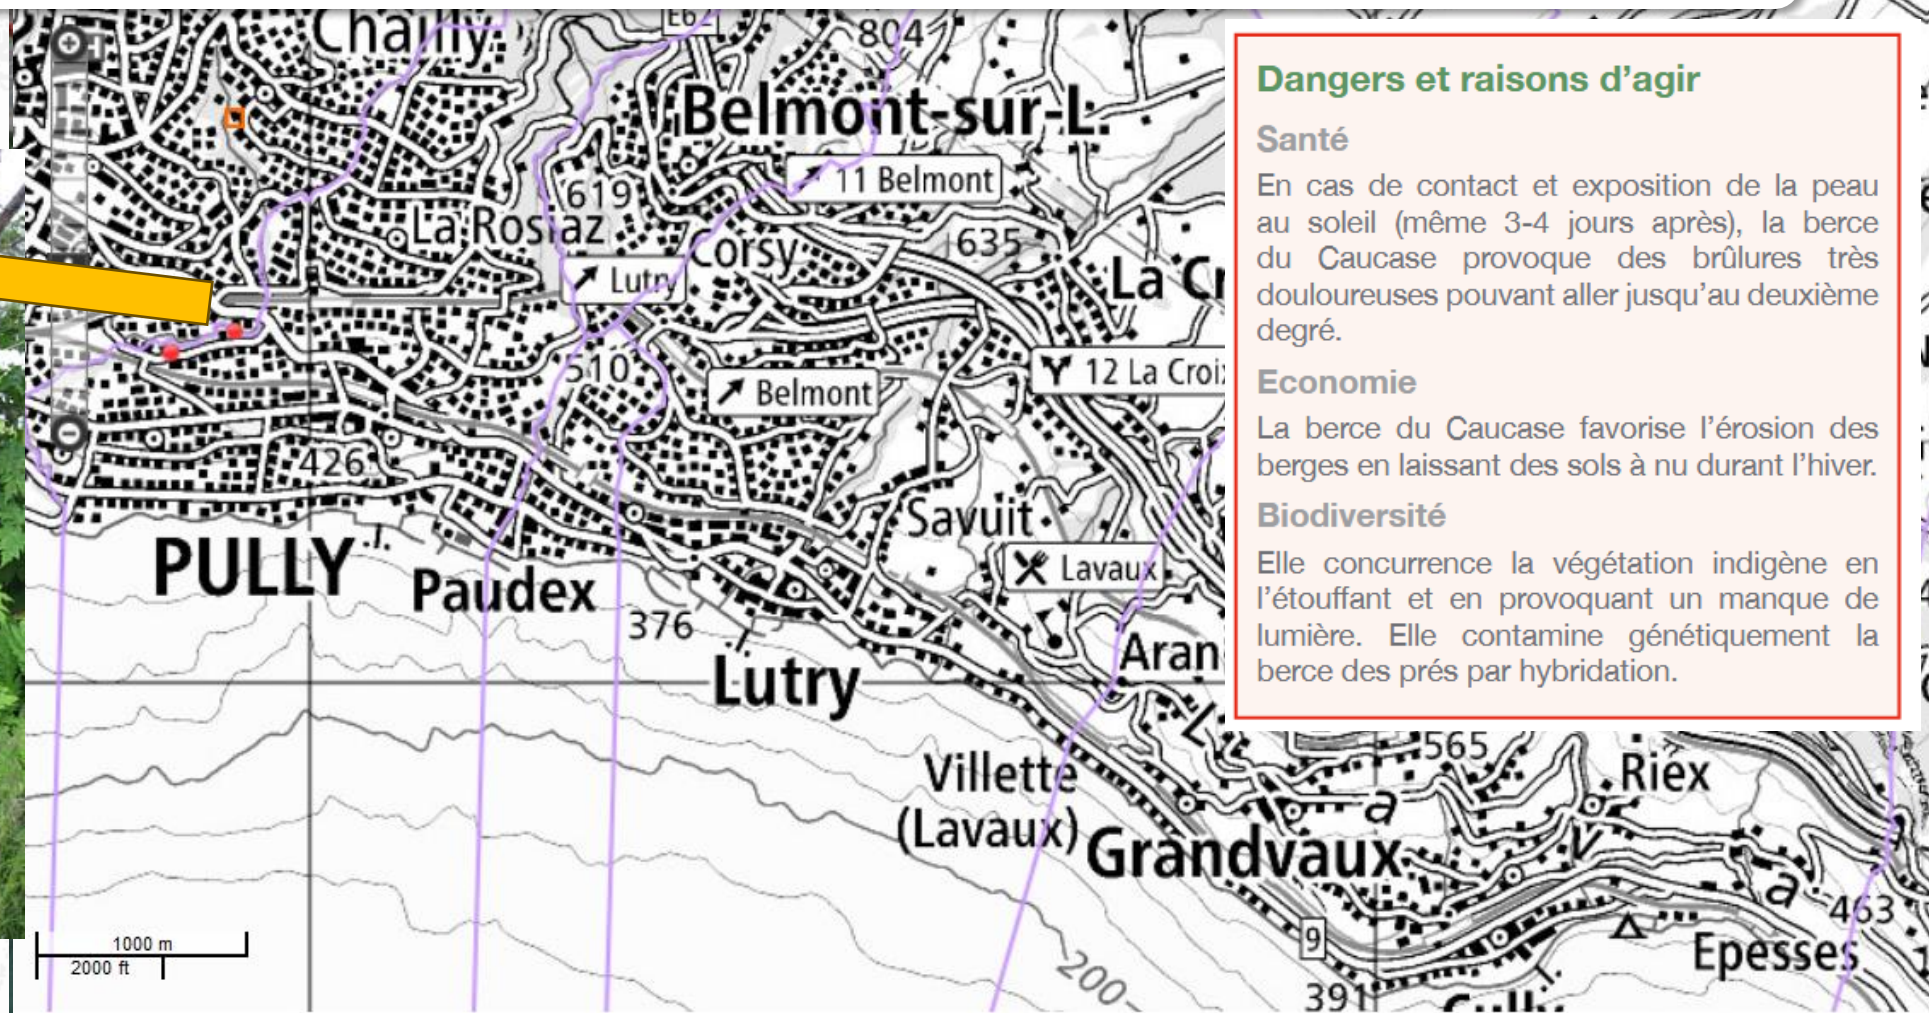 Chailly
E62
804
Belmont-sur-L.
11 Belmont
619
La Rosiaz
Corsy
635
Lutry
La Cr
510
Belmont
12 La Croix
426
Savuit
PULLY
Paudex
Lavaux
376
Aran
Lutry
L
565
Villette
(Lavaux)
Riex
a
Grandvaux
v
a
463
9
Epesses
200
391
Cully
1000 m
2000 ft
Dangers et raisons d’agir
Santé
En cas de contact et exposition de la peau
au soleil (même 3-4 jours après), la berce
du Caucase provoque des brûlures très
douloureuses pouvant aller jusqu’au deuxième
degré.
Economie
La berce du Caucase favorise l’érosion des
berges en laissant des sols à nu durant l’hiver.
Biodiversité
Elle concurrence la végétation indigène en
l’étouffant et en provoquant un manque de
lumière. Elle contamine génétiquement la
berce des prés par hybridation.